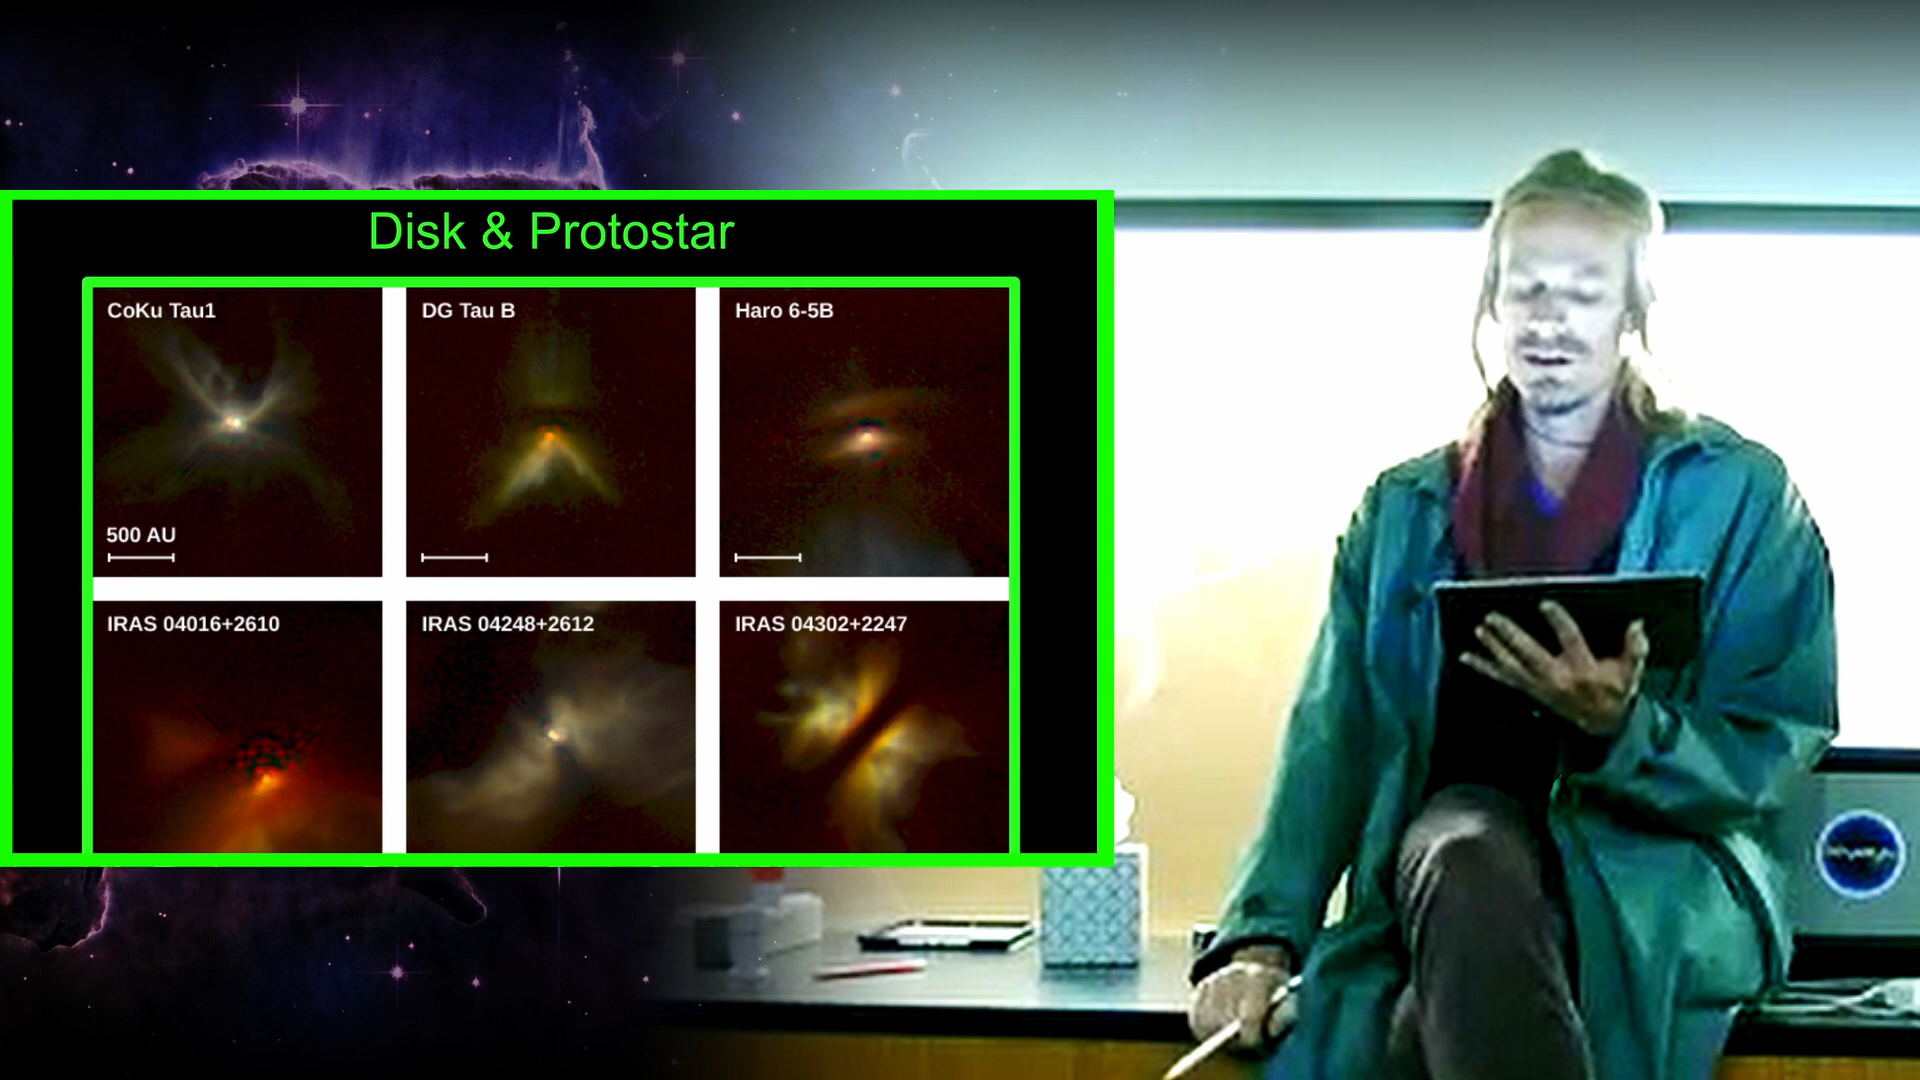 Disk & Protostar
CoKu Tau1
DG Tau B
Haro 6-5B
500 AU
IRAS 04016+2610
IRAS 04248+2612
IRAS 04302+2247